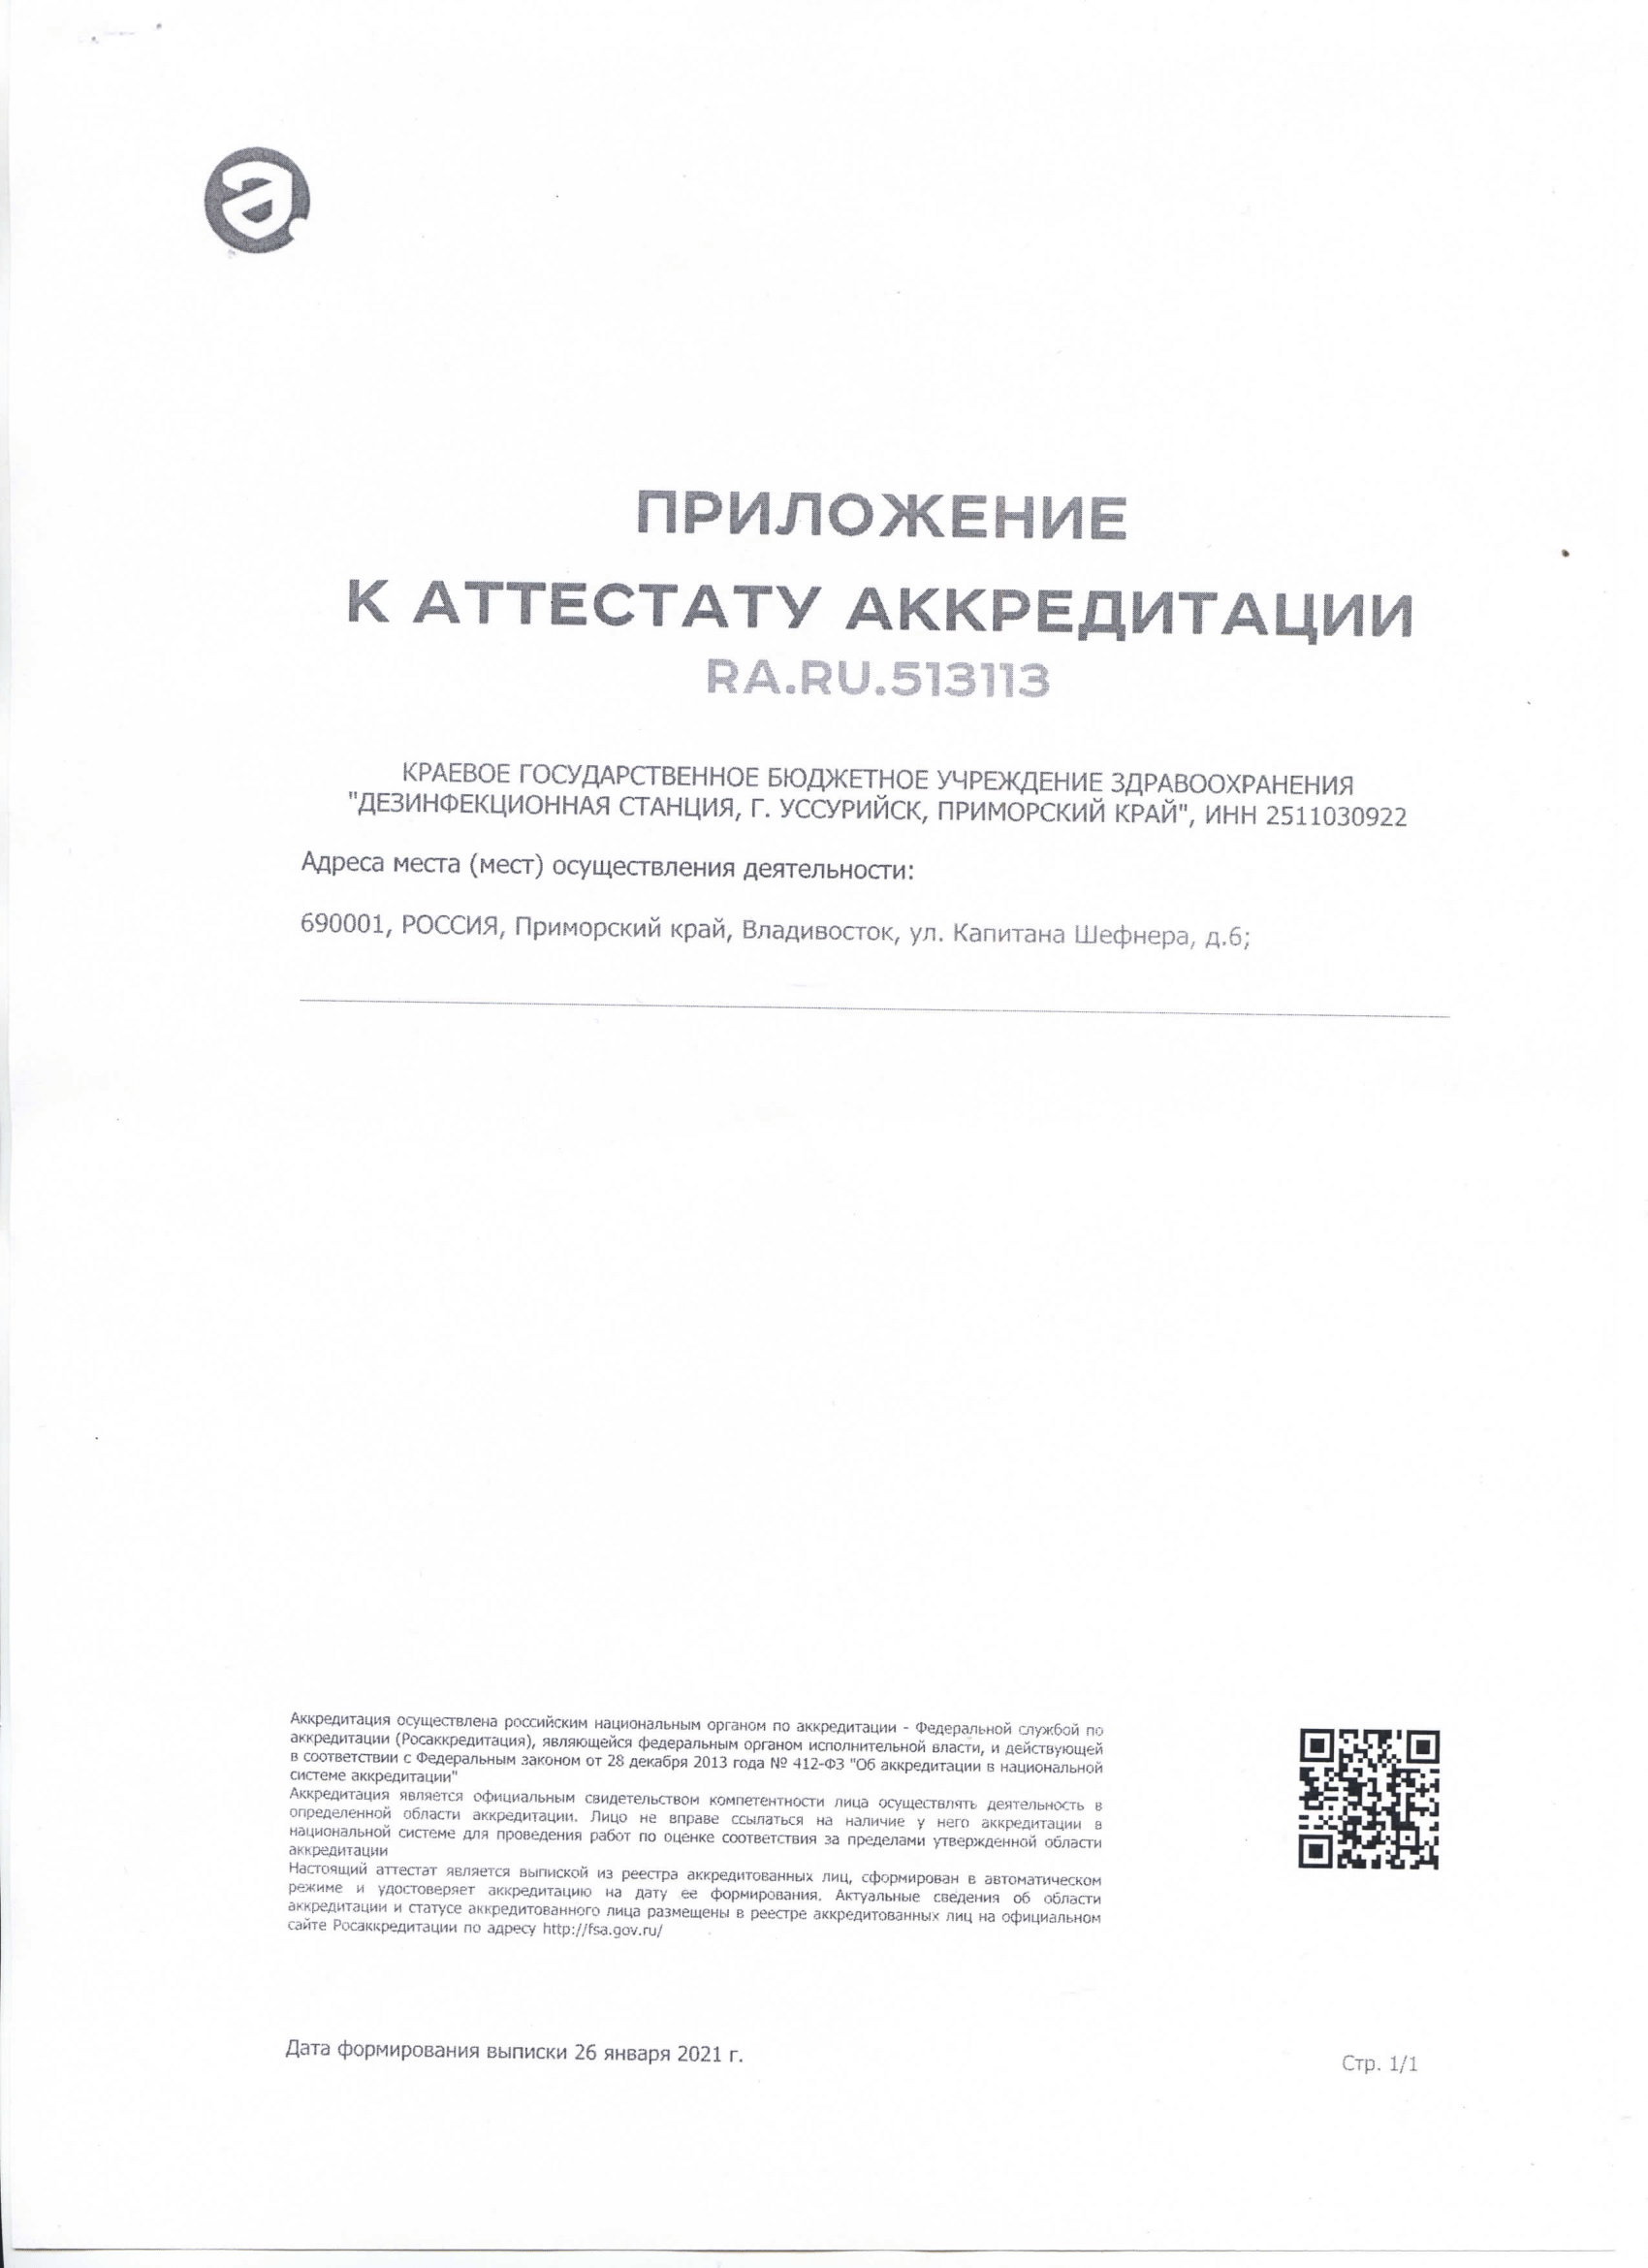 ПРИЛОЖЕНИЕ
К АТТЕСТАТУ АККРЕДИТАЦИИ
RA.RU.513113
КРАЕВОЕ ГОСУДАРСТВЕННОЕ БЮДЖЕТНОЕ УЧРЕЖДЕНИЕ ЗДРАВООХРАНЕНИЯ
"ДЕЗИНФЕКЦИОННАЯ СТАНЦИЯ, Г. УССУРИЙСК, ПРИМОРСКИЙ КРАЙ", ИНН 2511030922
Адреса места (мест) осуществления деятельности:
690001, РОССИЯ, Приморский край, Владивосток, ул. Капитана Шефнера, д.6;
Аккредитация осуществлена российским национальным органом по аккредитации - Федеральной службой по
аккредитации (Росаккредитация), являющейся федеральным органом исполнительной власти, и действующей
в соответствии с Федеральным законом от 28 декабря 2013 года № 412-ФЗ "Об аккредитации в национальной
системе аккредитации"
Аккредитация является официальным свидетельством компетентности лица осуществлять деятельность в
определенной области аккредитации. Лицо не вправе ссылаться на наличие у него аккредитации в
национальной системе для проведения работ по оценке соответствия за пределами утвержденной области
аккредитации
Настоящий аттестат является выпиской из реестра аккредитованных лиц, сформирован в автоматическом
режиме и удостоверяет аккредитацию на дату ее формирования. Актуальные сведения об области
аккредитации и статусе аккредитованного лица размещены в реестре аккредитованных лиц на официальном
сайте Росаккредитации по адресу http://fsa.gov.ru/
Дата формирования выписки 26 января 2021 г.
Стр. 1/1